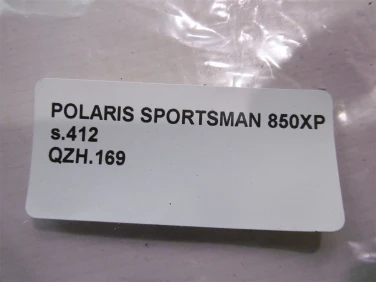 POLARIS SPORTSMAN 850XP
s.412
QZH.169